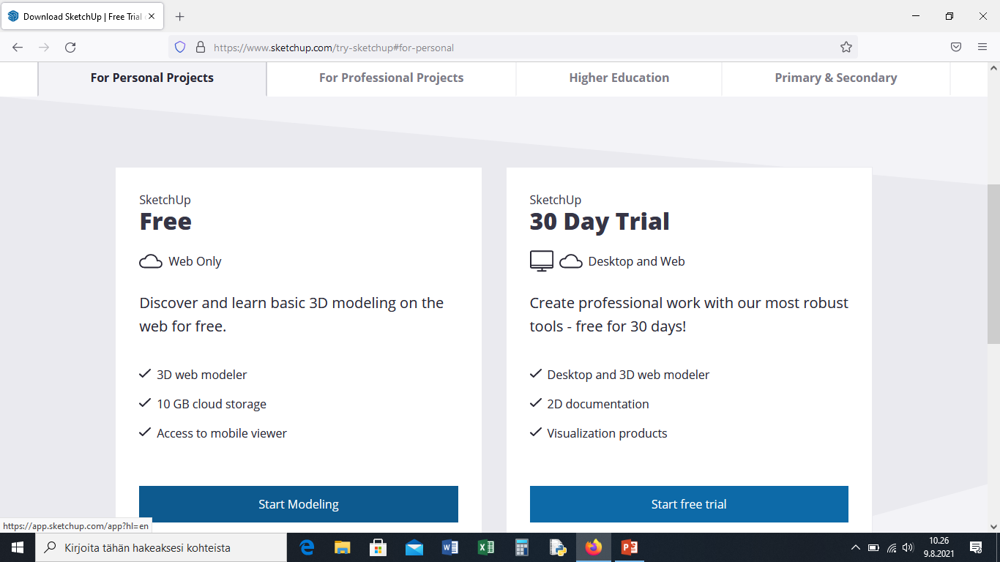 Download SketchUp | Free Trial
https://www.sketchup.com/try-sketchup#for-personal
For Personal Projects
For Professional Projects
Higher Education
Primary & Secondary
SketchUp
Free
Web Only
Discover and learn basic 3D modeling on the
web for free.
3D web modeler
10 GB cloud storage
Access to mobile viewer
Start Modeling
SketchUp
30 Day Trial
Desktop and Web
Create professional work with our most robust
tools - free for 30 days!
Desktop and 3D web modeler
2D documentation
Visualization products
Start free trial
https://app.sketchup.com/app?hl=en
Kirjoita tähän hakeaksesi kohteista
10.26
9.8.2021